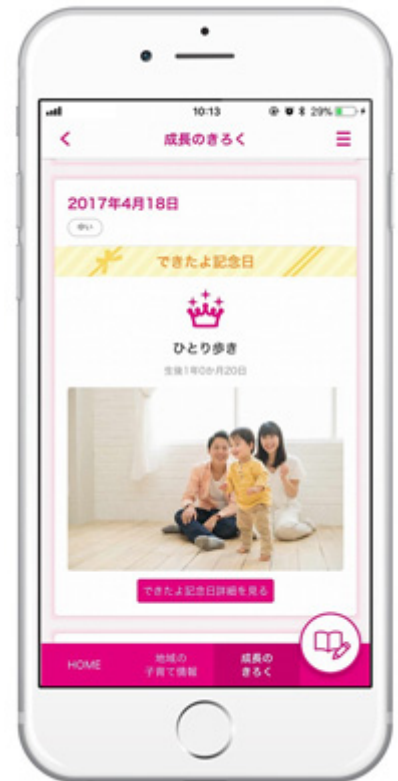 10:13
29%
成長のきろく
2017年4月18日
ゆい
できたよ記念日
ひとり歩き
生後1年0か月20日
できたよ記念日詳細を見る
HOME
地域の
子育て情報
成長の
きろく